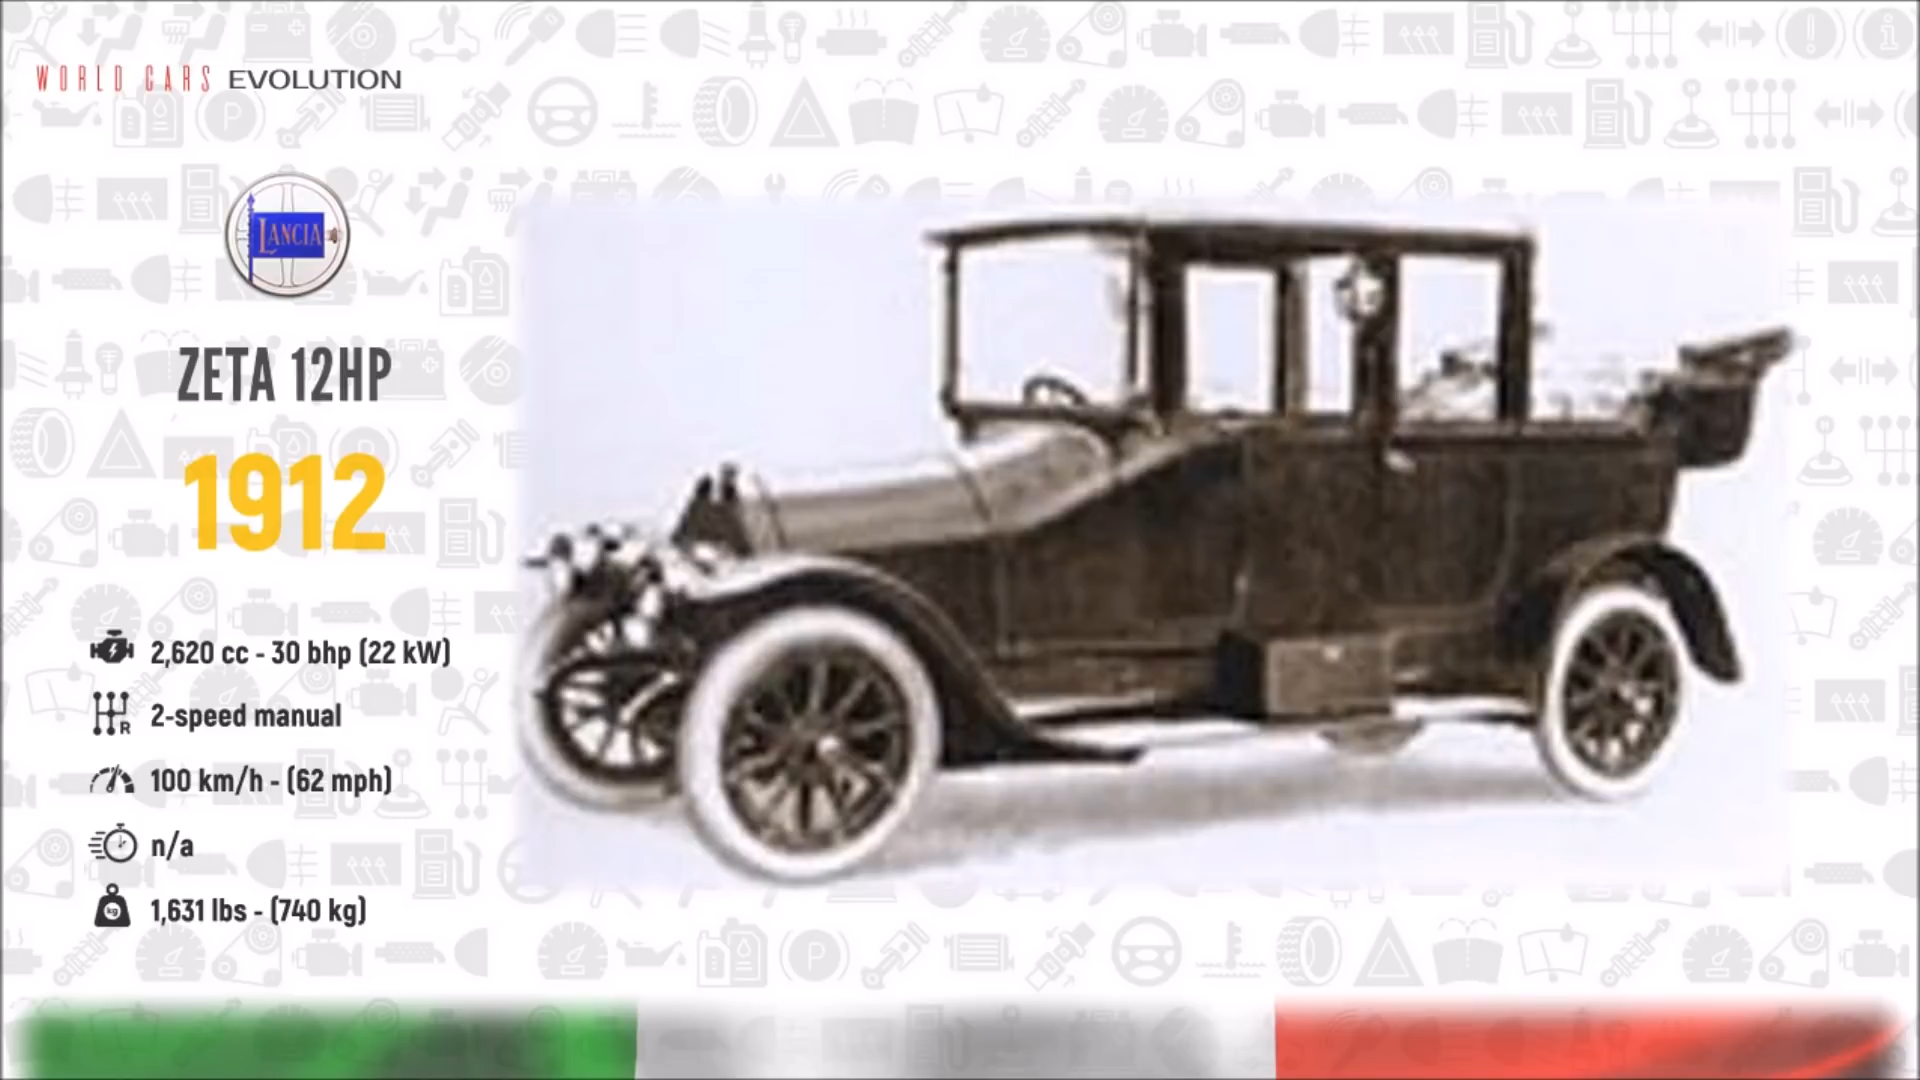 WORLD CARS EVOLUTION
LANCIA
ZETA 12HP
1912
2,620 cc - 30 bhp (22 kW)
R
2-speed manual
100 km/h - (62 mph)
n/a
kg
1,631 lbs - (740 kg)